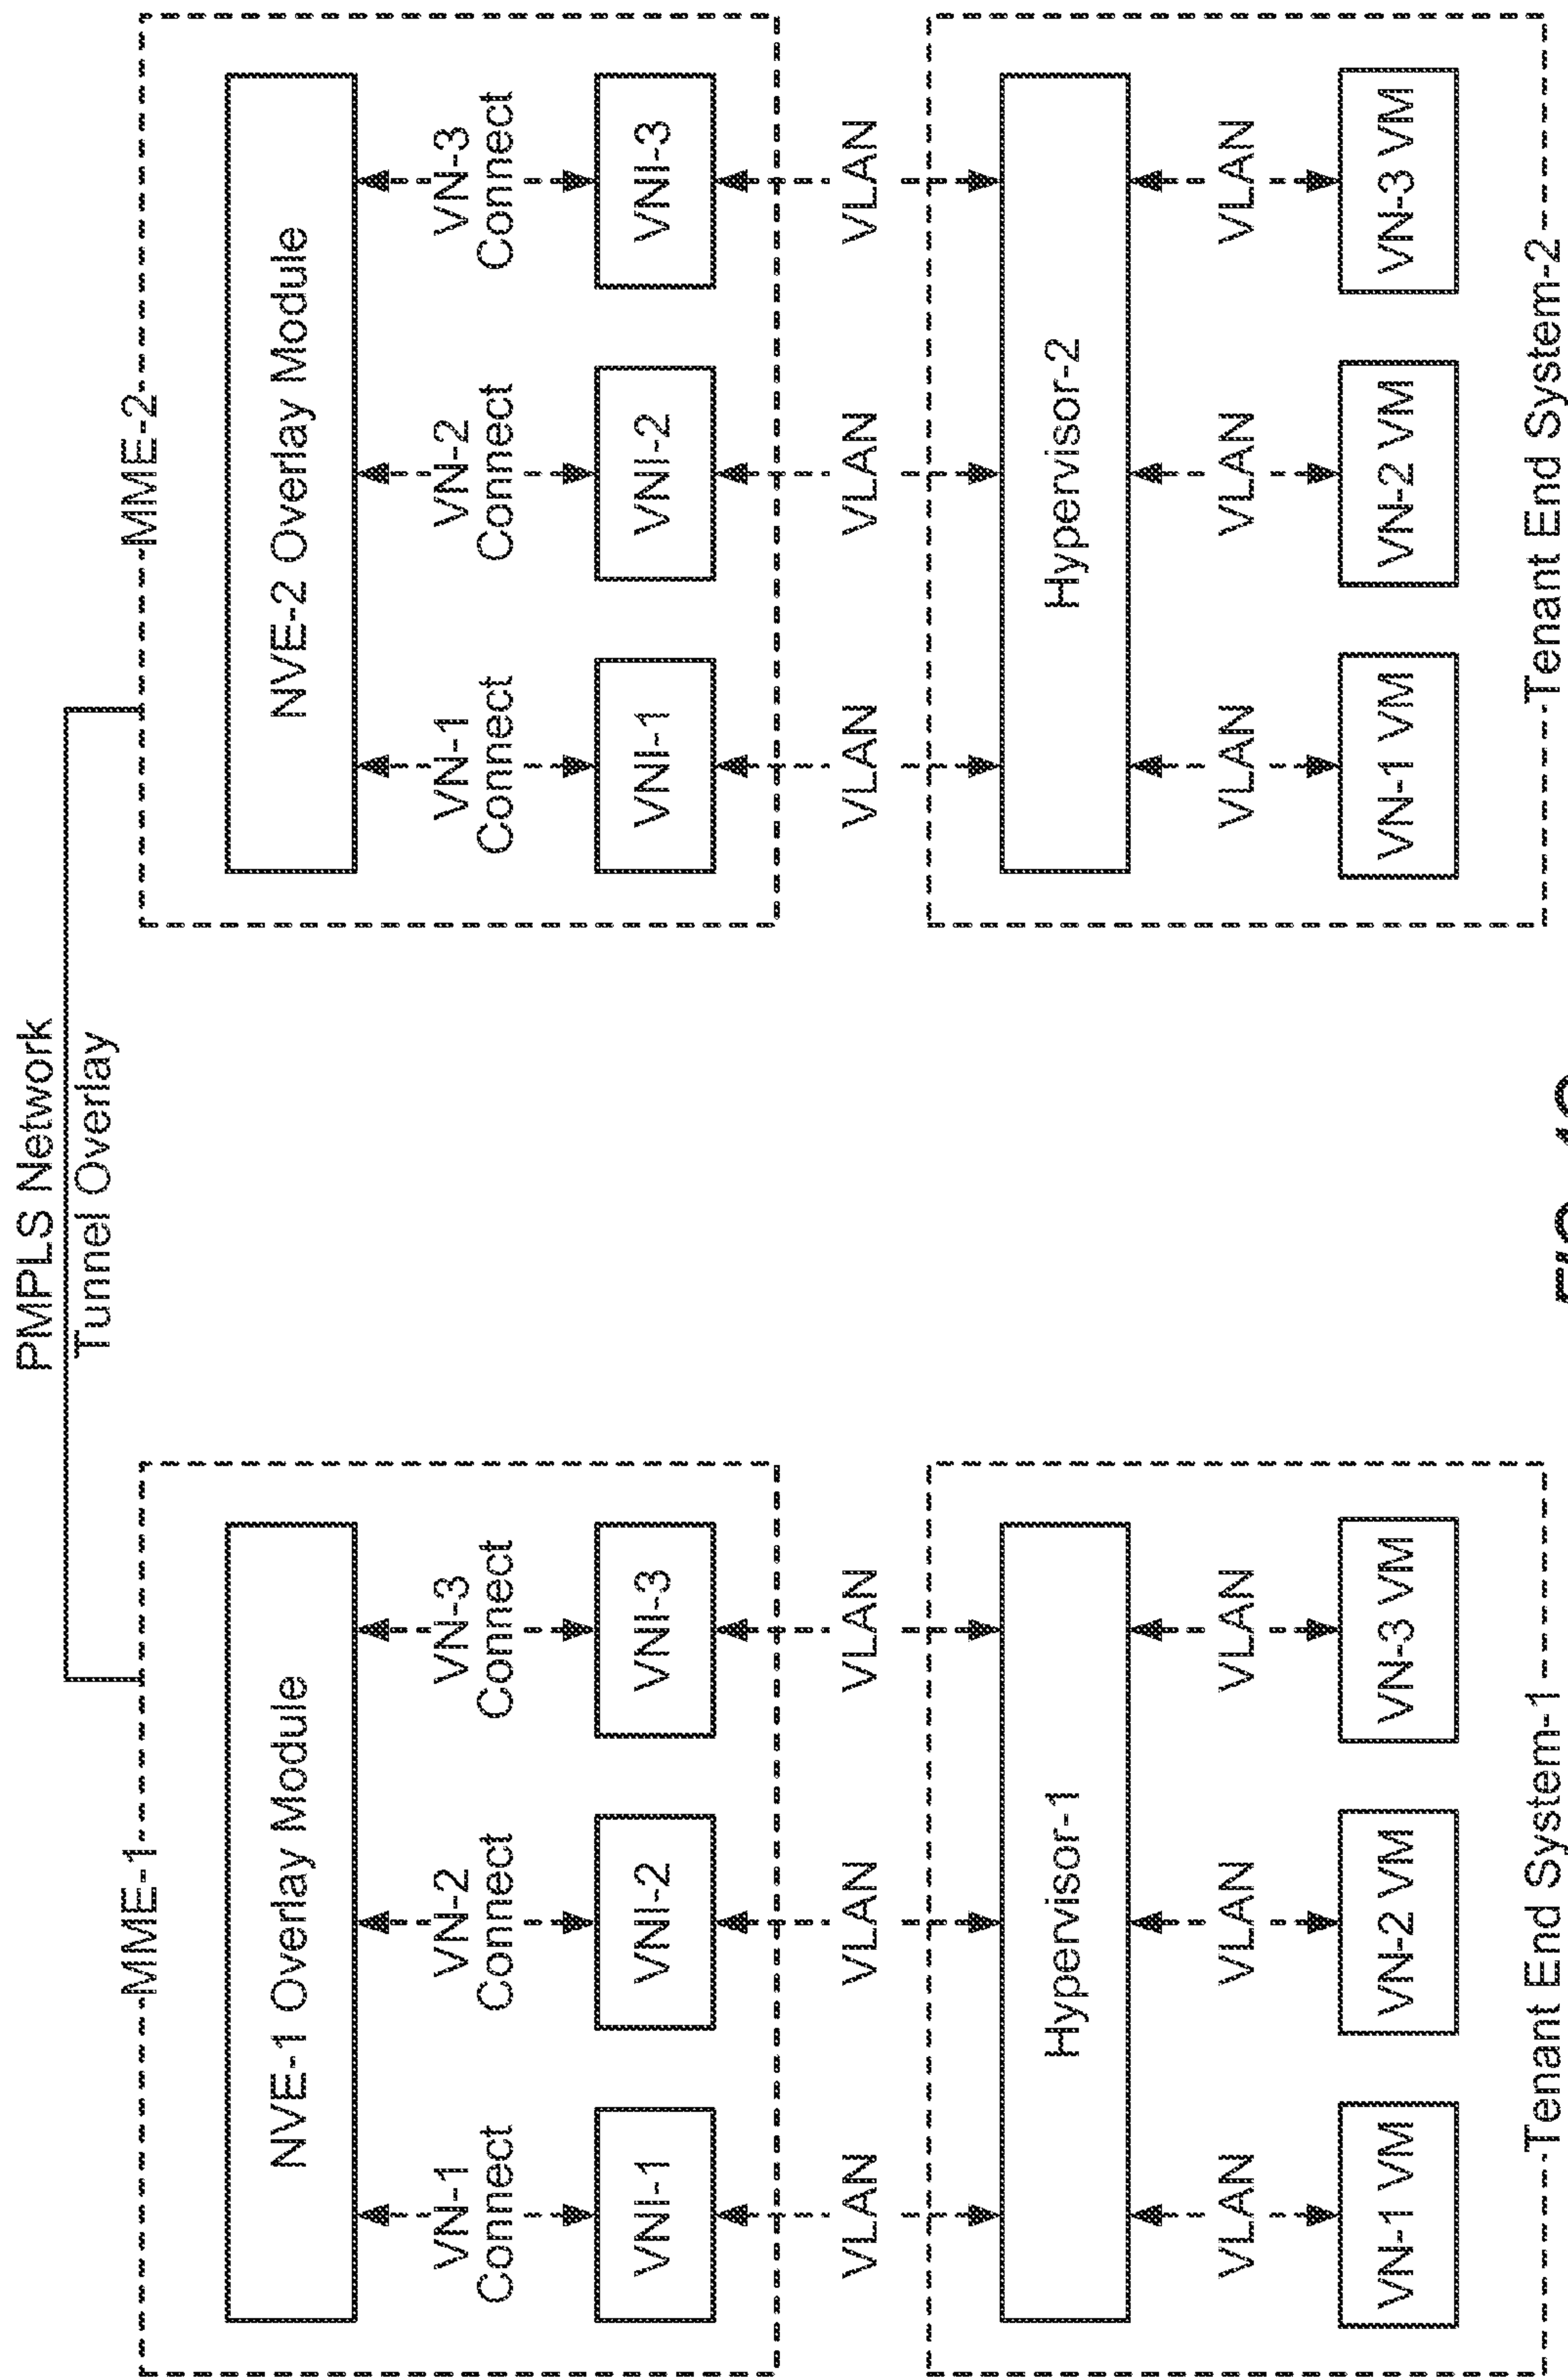 PMPLS Network
Tunnel Overlay
MME-1
NVE-1 Overlay Module
VN-1
Connect
VN-2
Connect
VN-3
Connect
VNI-1
VNI-2
VNI-3
VLAN
VLAN
VLAN
Hypervisor-1
VLAN
VLAN
VLAN
VN-1 VM
VN-2 VM
VN-3 VM
Tenant End System-1
MME-2
NVE-2 Overlay Module
VN-1
Connect
VN-2
Connect
VN-3
Connect
VNI-1
VNI-2
VNI-3
VLAN
VLAN
VLAN
Hypervisor-2
VLAN
VLAN
VLAN
VN-1 VM
VN-2 VM
VN-3 VM
Tenant End System-2